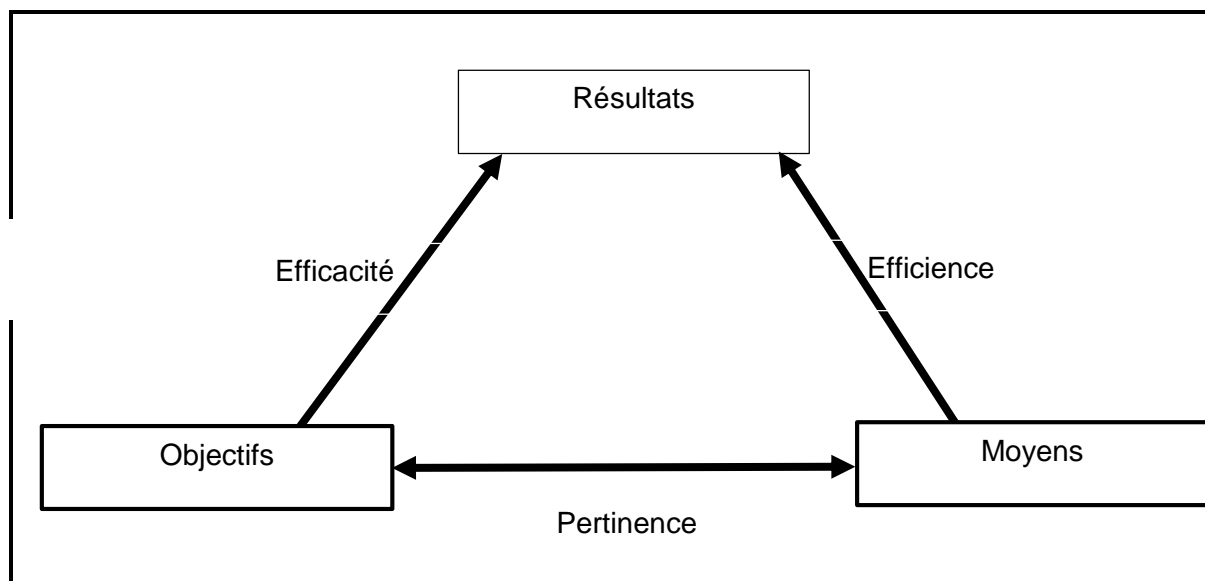 Résultats
Efficacité
Efficience
Objectifs
Moyens
Pertinence